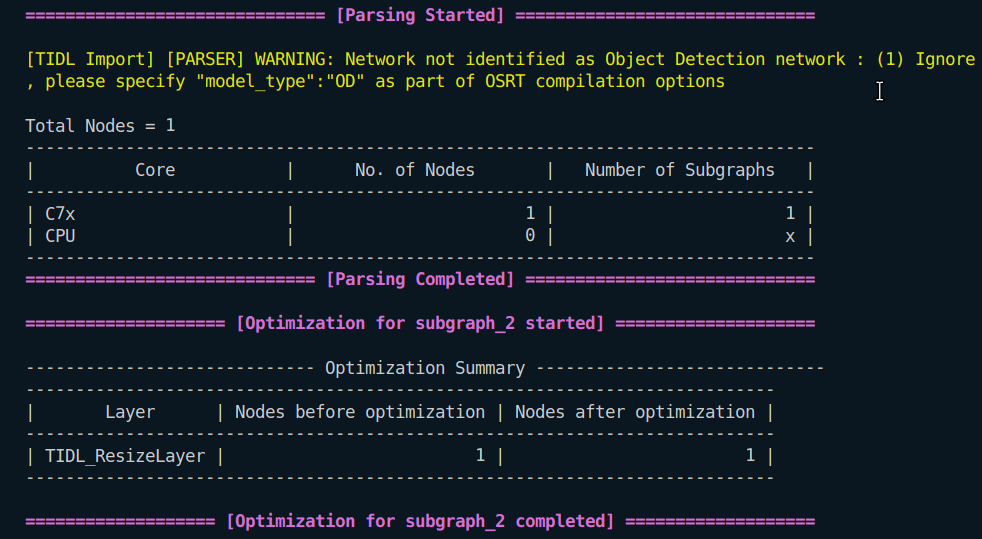 ============================== [Parsing Started] ==============================
[TIDL Import] [PARSER] WARNING: Network not identified as Object Detection network : (1) Ignore
, please specify "model_type":"OD" as part of OSRT compilation options
Total Nodes = 1
-------------------------------------------------------------------------------
|          Core           |      No. of Nodes       |   Number of Subgraphs   |
-------------------------------------------------------------------------------
| C7x                     |                       1 |                       1 |
| CPU                     |                       0 |                       x |
-------------------------------------------------------------------------------
============================= [Parsing Completed] =============================
==================== [Optimization for subgraph_2 started] ====================
----------------------------- Optimization Summary -----------------------------
---------------------------------------------------------------------------
|       Layer      | Nodes before optimization | Nodes after optimization |
---------------------------------------------------------------------------
| TIDL_ResizeLayer |                         1 |                        1 |
---------------------------------------------------------------------------
=================== [Optimization for subgraph_2 completed] ===================